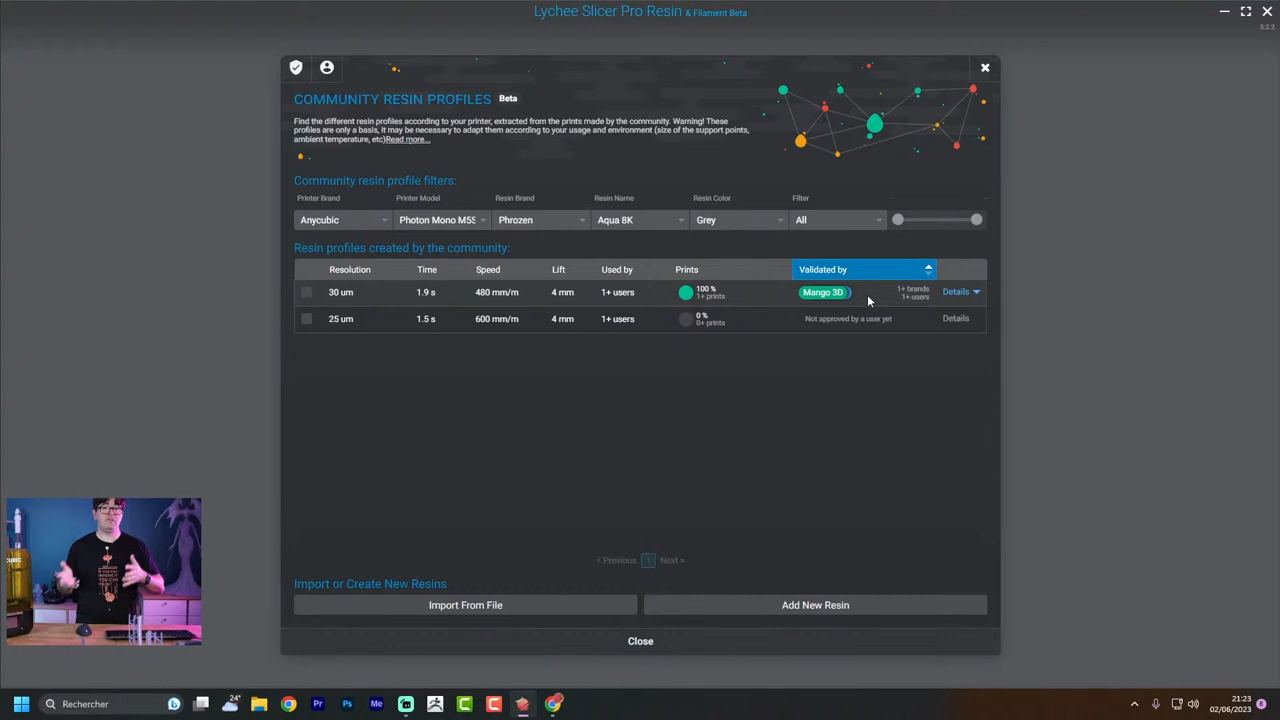 Lychee Slicer Pro Resin & Filament Beta
5.2.2
COMMUNITY RESIN PROFILES Beta
Find the different resin profiles according to your printer, extracted from the prints made by the community. Warning! These
profiles are only a basis, it may be necessary to adapt them according to your usage and environment (size of the support points,
ambient temperature, etc)Read more...
Community resin profile filters:
Printer Brand Printer Model Resin Brand Resin Name Resin Color Filter
Anycubic Photon Mono M5S Phrozen Aqua 8K Grey All
Resin profiles created by the community:
Resolution Time Speed Lift Used by Prints Validated by
30 um 1.9 s 480 mm/m 4 mm 1+ users 100 % 1+ prints Mango 3D 1+ brands 1+ users Details
25 um 1.5 s 600 mm/m 4 mm 1+ users 0 % 0+ prints Not approved by a user yet Details
< Previous 1 Next >
Import or Create New Resins
Import From File Add New Resin
Close
Rechercher 24° Pr Ps Me 21:23
02/06/2023